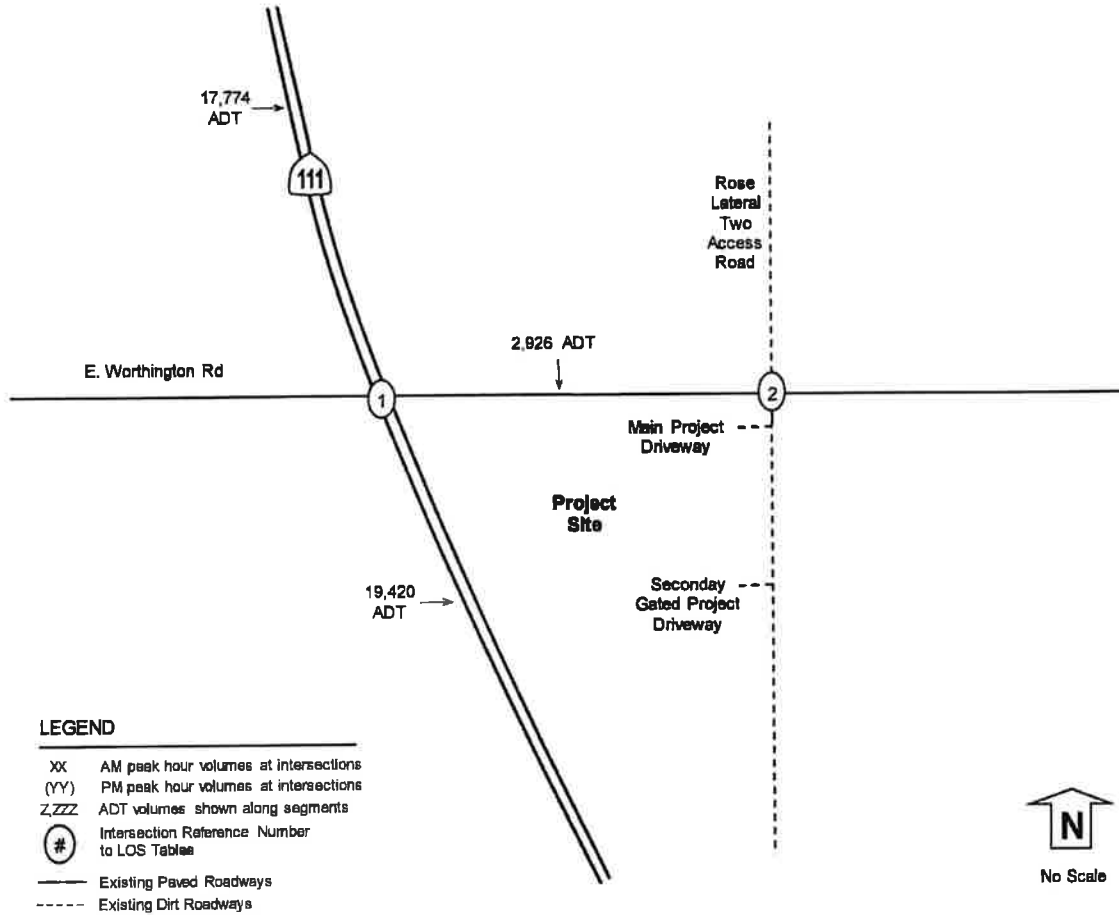 17,774
ADT
111
Rose
Lateral
Two
Access
Road
2,926 ADT
E. Worthington Rd
1
2
Main Project
Driveway
Project
Site
19,420
ADT
Seconday
Gated Project
Driveway
LEGEND
XX AM peak hour volumes at intersections
(YY) PM peak hour volumes at intersections
Z,ZZZ ADT volumes shown along segments
# Intersection Reference Number
to LOS Tables
Existing Paved Roadways
Existing Dirt Roadways
N
No Scale